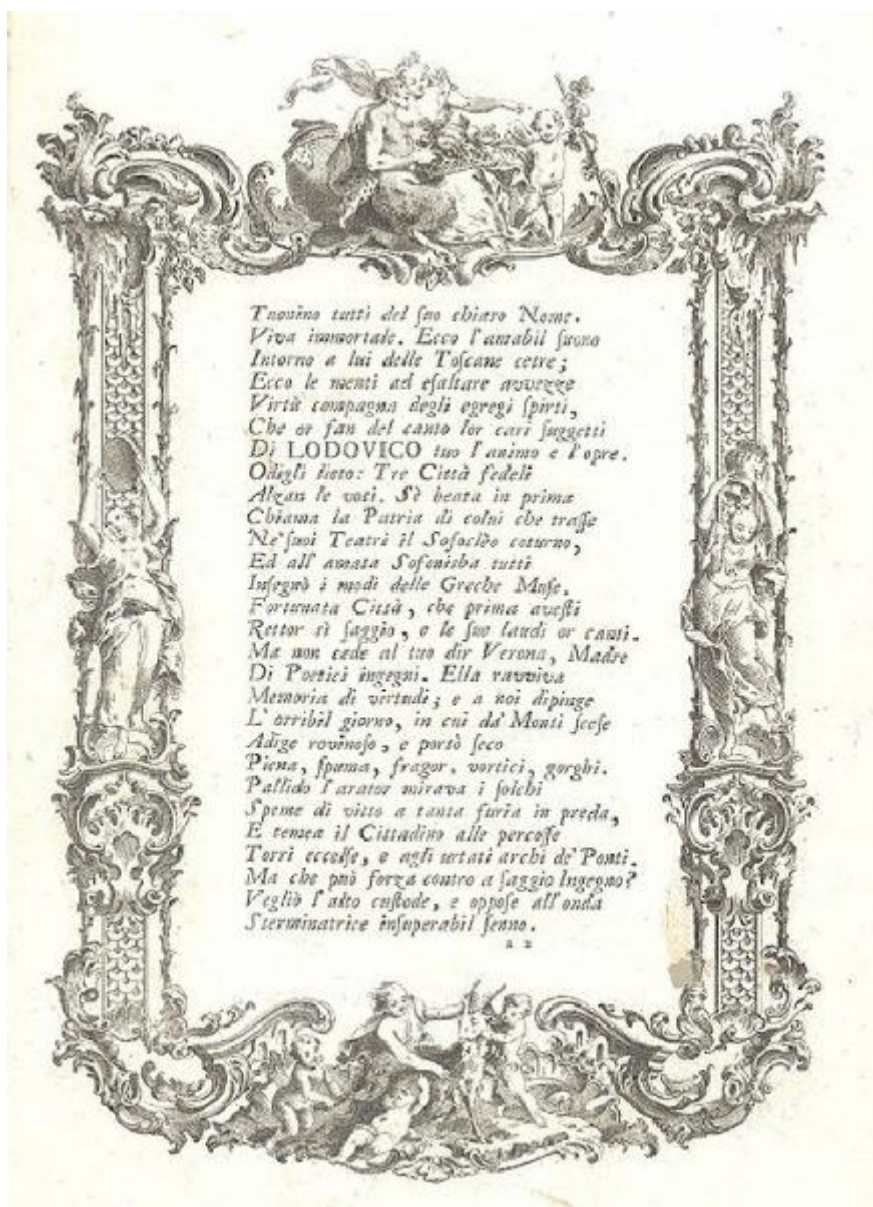 Tuonino tutti del suo chiaro Nome.
Viva immortale. Ecco l'amabil suono
Intorno a lui delle Toſcane cetre;
Ecco le menti ad eſaltare avvezze
Virtù compagna degli egregi ſpirti,
Che or fan del canto lor cari ſuggetti
Di LODOVICO tuo l'animo e l'opre.
Odigli lieto: Tre Città fedeli
Alzan le voci. Sè beata in prima
Chiama la Patria di colui che traſſe
Ne' ſuoi Teatri il Sofoclèo coturno,
Ed all' amata Sofoniſba tutti
Inſegnò i modi delle Greche Muſe.
Fortunata Città, che prima aveſti
Rettor sì ſaggio, e le ſue laudi or canti.
Ma non cede al tuo dir Verona, Madre
Di Poetici ingegni. Ella ravviva
Memoria di virtudi; e a noi dipinge
L' orribil giorno, in cui da' Monti ſceſe
Adige rovinoſo, e portò ſeco
Piena, ſpuma, fragor, vortici, gorghi.
Pallido l'arator mirava i ſolchi
Speme di vitto a tanta furia in preda,
E temea il Cittadino alle percoſſe
Torri eccelſe, e agli urtati archi de' Ponti.
Ma che può forza contro a ſaggio Ingegno?
Vegliò l'alto cuſtode, e oppoſe all'onda
Sterminatrice inſuperabil ſenno.
a 2